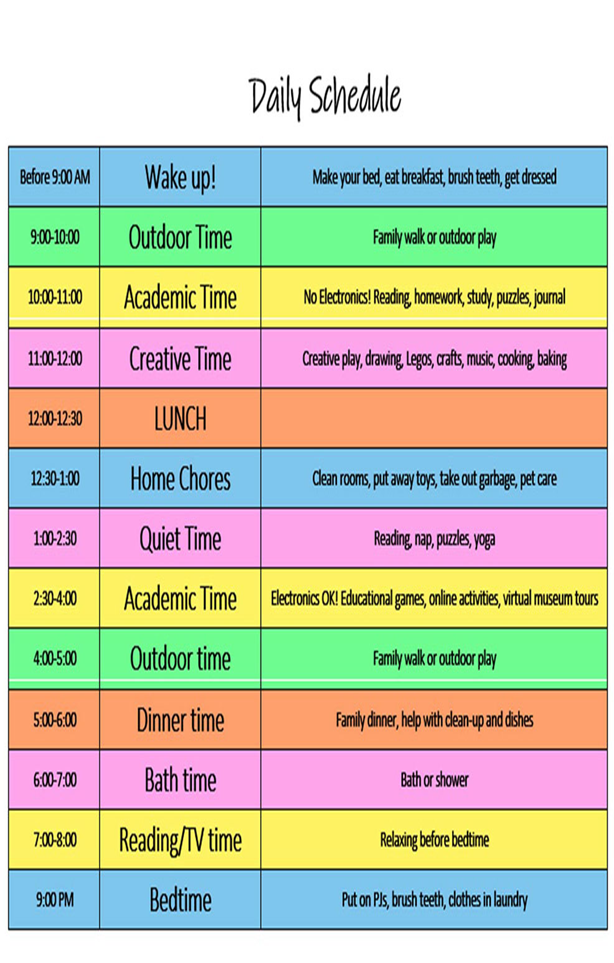 Daily Schedule
Before 9:00 AM Wake up! Make your bed, eat breakfast, brush teeth, get dressed
9:00-10:00 Outdoor Time Family walk or outdoor play
10:00-11:00 Academic Time No Electronics! Reading, homework, study, puzzles, journal
11:00-12:00 Creative Time Creative play, drawing, Legos, crafts, music, cooking, baking
12:00-12:30 LUNCH
12:30-1:00 Home Chores Clean rooms, put away toys, take out garbage, pet care
1:00-2:30 Quiet Time Reading, nap, puzzles, yoga
2:30-4:00 Academic Time Electronics OK! Educational games, online activities, virtual museum tours
4:00-5:00 Outdoor time Family walk or outdoor play
5:00-6:00 Dinner time Family dinner, help with clean-up and dishes
6:00-7:00 Bath time Bath or shower
7:00-8:00 Reading/TV time Relaxing before bedtime
9:00 PM Bedtime Put on PJs, brush teeth, clothes in laundry